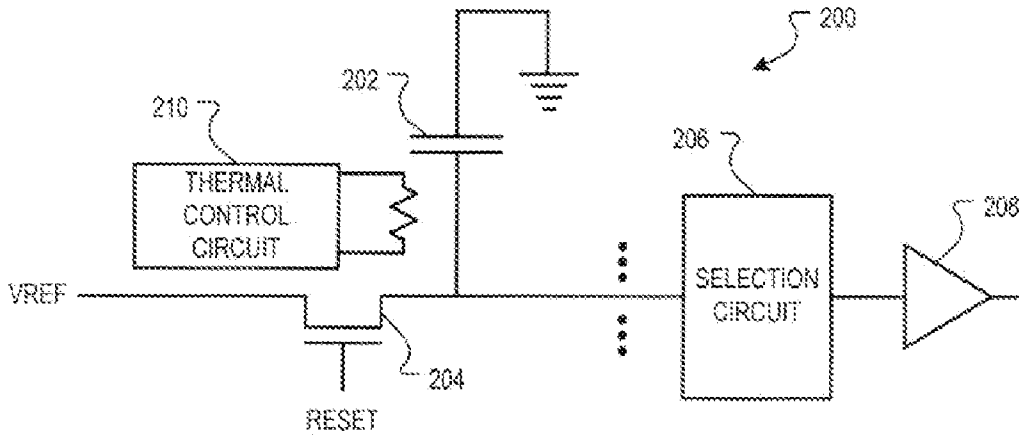 200
202
210
206
THERMAL
CONTROL
CIRCUIT
208
SELECTION
CIRCUIT
VREF
204
RESET